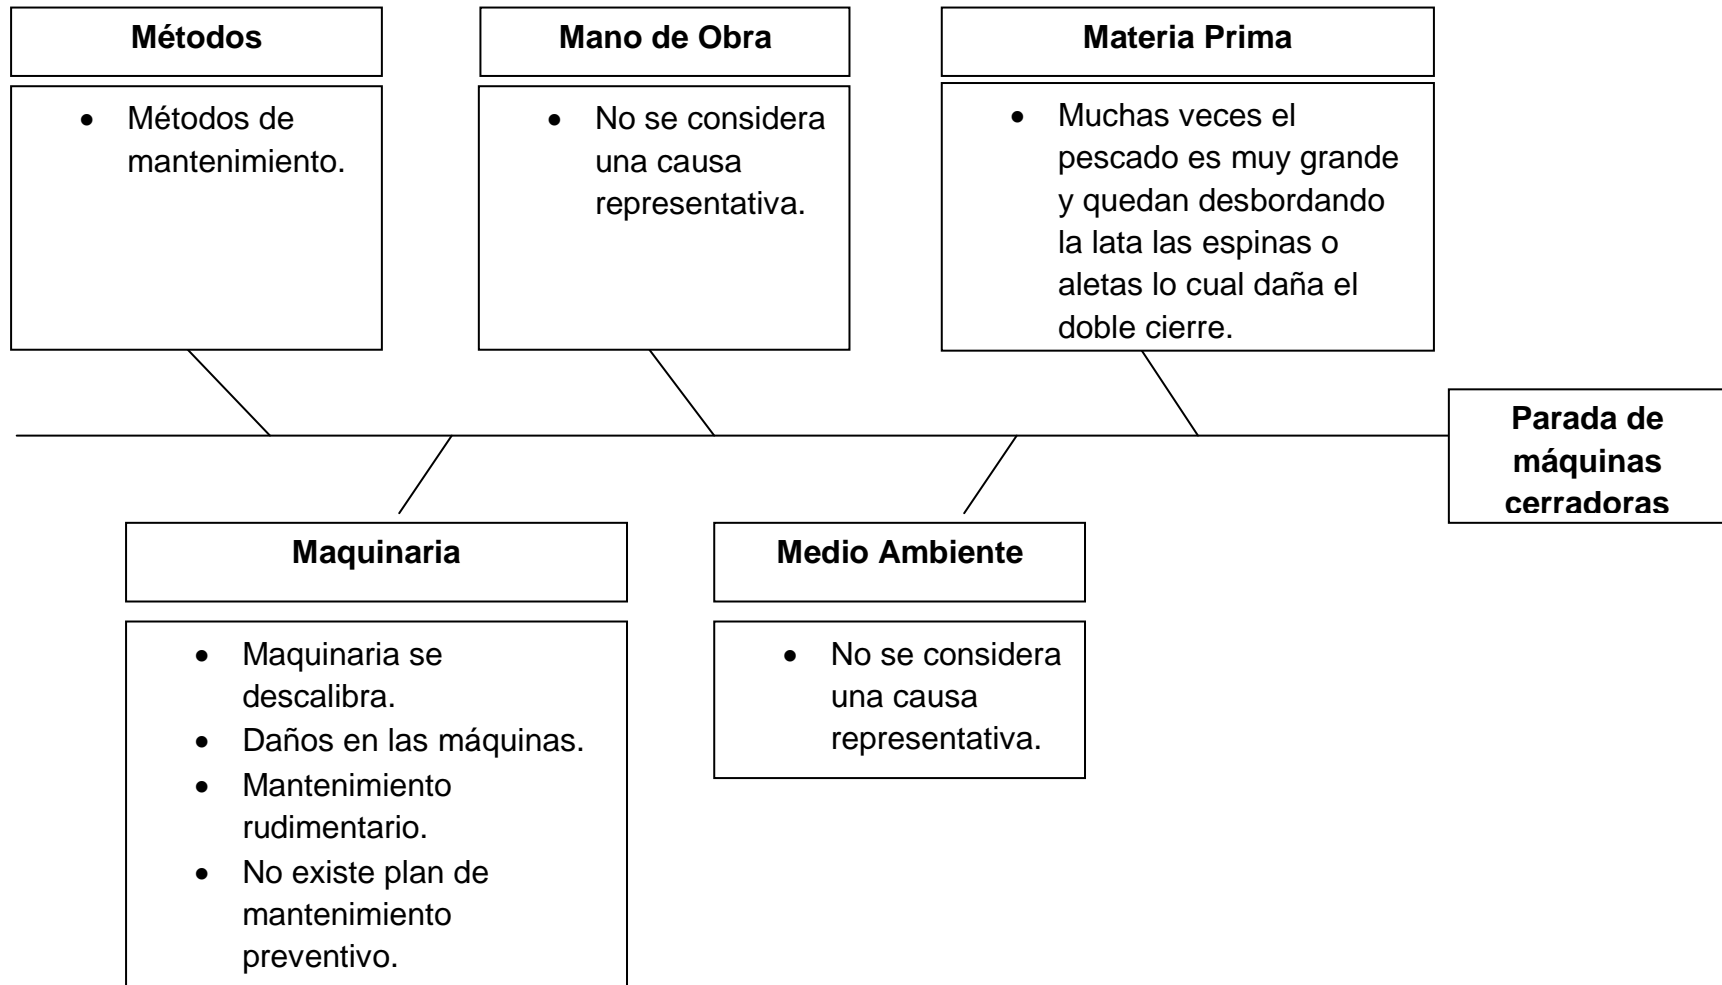 Métodos
• Métodos de
mantenimiento.
Mano de Obra
• No se considera
una causa
representativa.
Materia Prima
• Muchas veces el
pescado es muy grande
y quedan desbordando
la lata las espinas o
aletas lo cual daña el
doble cierre.
Parada de
máquinas
cerradoras
Maquinaria
• Maquinaria se
descalibra.
• Daños en las máquinas.
• Mantenimiento
rudimentario.
• No existe plan de
mantenimiento
preventivo.
Medio Ambiente
• No se considera
una causa
representativa.